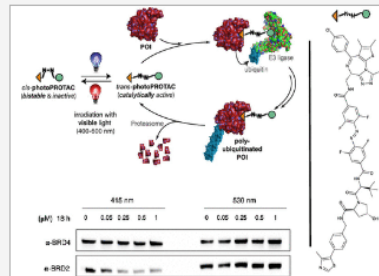 POI
N=N
E3 ligase
ubiquitin
cis-photoPROTAC
(bistable is inactive)
trans-photoPROTAC
(catalytically active)
irradiation with
visible light
(400-600 nm)
Proteasome
poly-
ubiquitinated
POI
415 nm
530 nm
(µM) 18 h
0 0.05 0.25 0.5 1
0 0.05 0.25 0.5 1
α-BRD4
α-BRD2